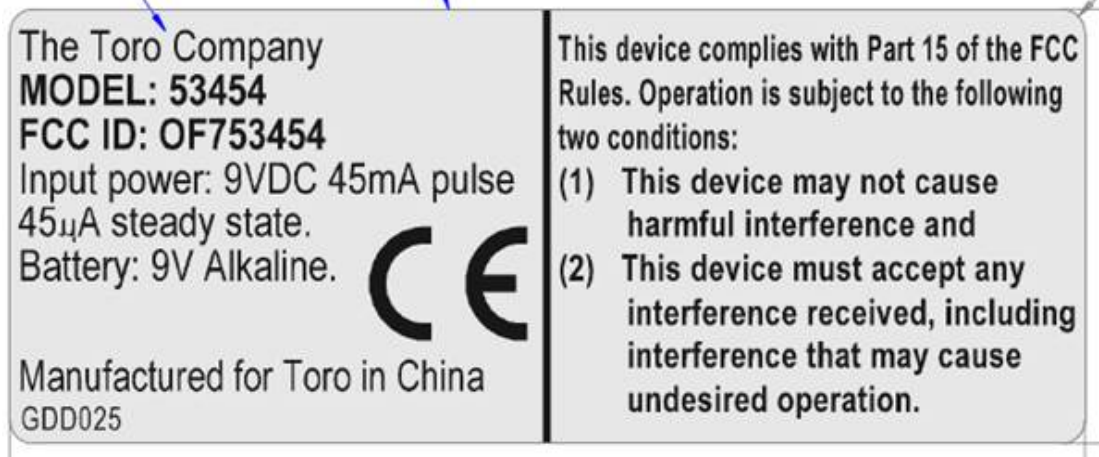 The Toro Company
MODEL: 53454
FCC ID: OF753454
Input power: 9VDC 45mA pulse
45µA steady state.
Battery: 9V Alkaline.
CE
Manufactured for Toro in China
GDD025
This device complies with Part 15 of the FCC
Rules. Operation is subject to the following
two conditions:
(1) This device may not cause
harmful interference and
(2) This device must accept any
interference received, including
interference that may cause
undesired operation.